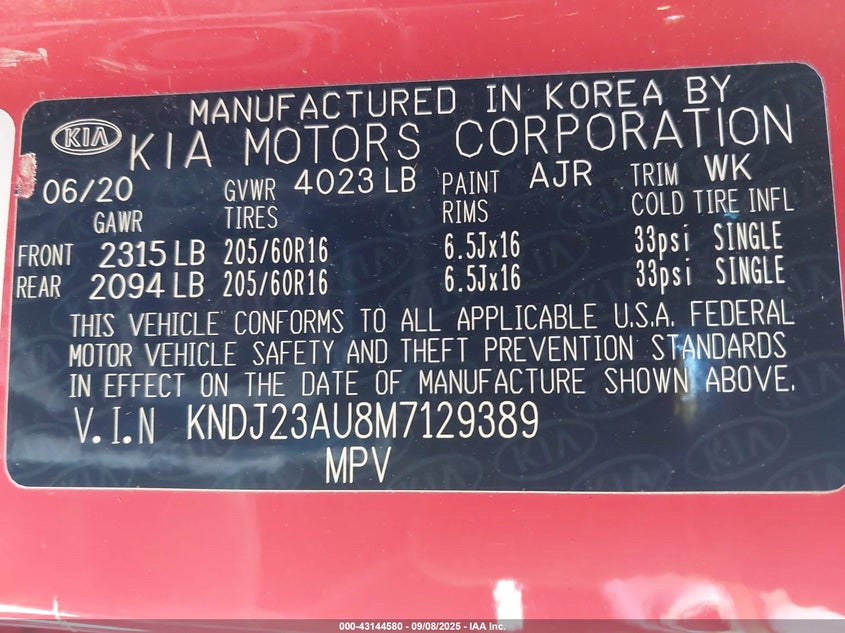 MANUFACTURED IN KOREA BY
KIA KIA MOTORS CORPORATION
06/20 GVWR 4023 LB PAINT AJR TRIM WK
GAWR TIRES RIMS COLD TIRE INFL
FRONT 2315 LB 205/60R16 6.5Jx16 33psi SINGLE
REAR 2094 LB 205/60R16 6.5Jx16 33psi SINGLE
THIS VEHICLE CONFORMS TO ALL APPLICABLE U.S.A. FEDERAL
MOTOR VEHICLE SAFETY AND THEFT PREVENTION STANDARDS
IN EFFECT ON THE DATE OF MANUFACTURE SHOWN ABOVE.
V.I.N KNDJ23AU8M7129389
MPV
000-43144580 - 09/08/2025 - IAA Inc.